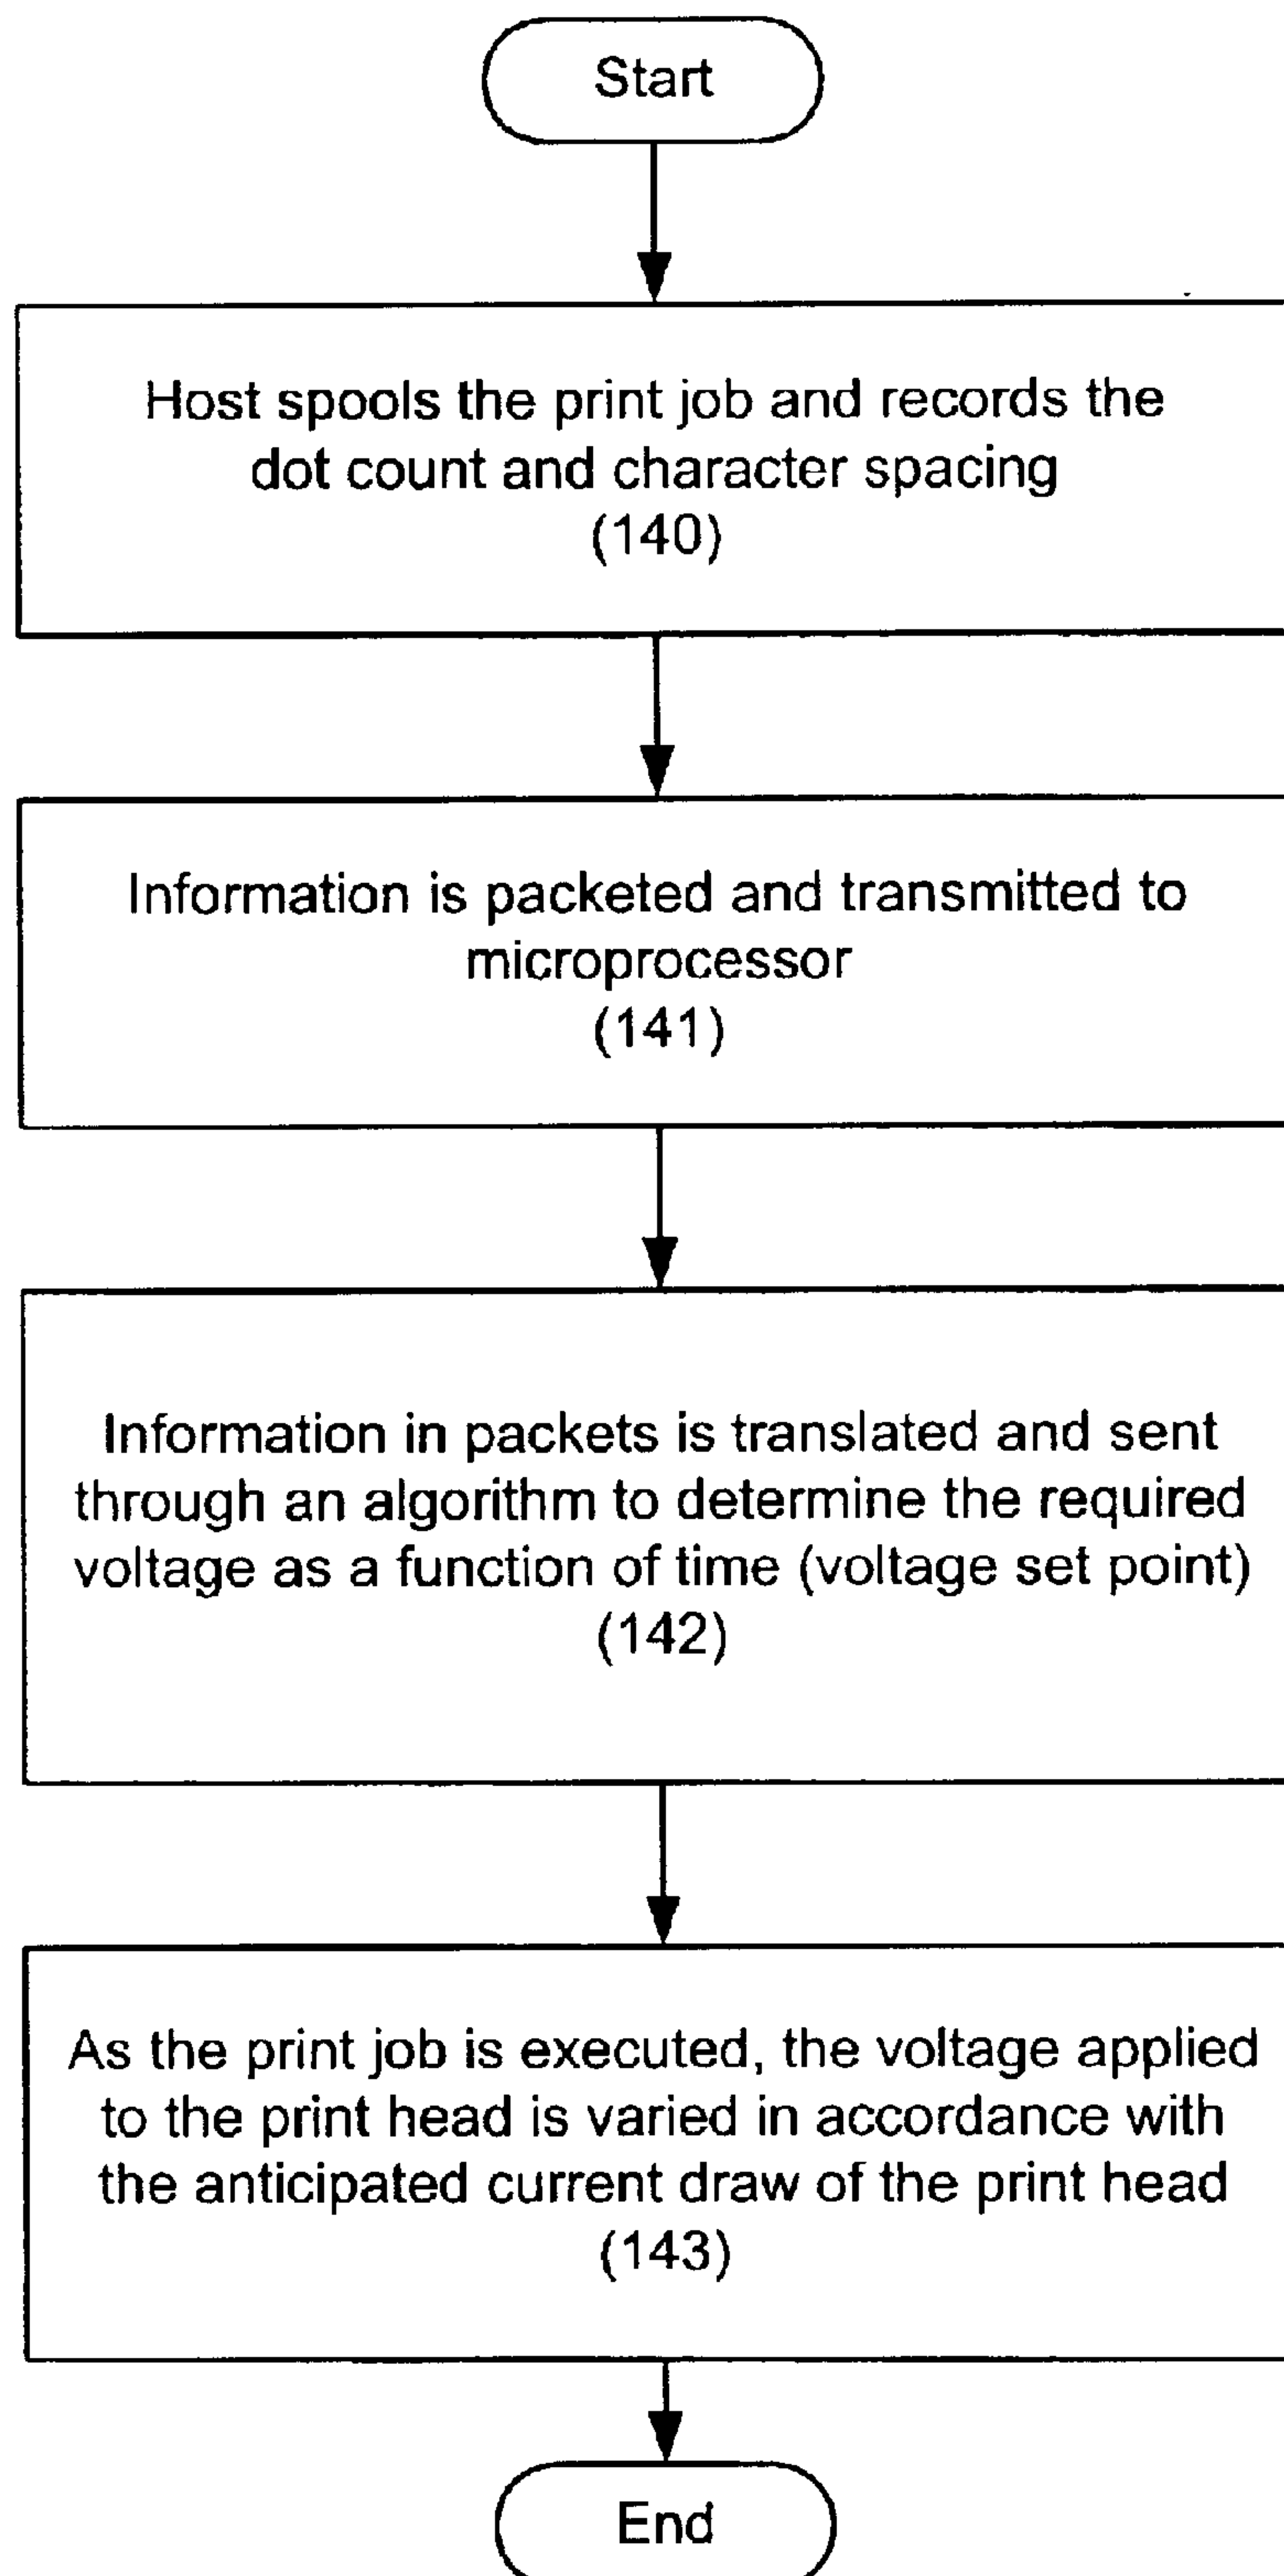 Start
Host spools the print job and records the
dot count and character spacing
(140)
Information is packeted and transmitted to
microprocessor
(141)
Information in packets is translated and sent
through an algorithm to determine the required
voltage as a function of time (voltage set point)
(142)
As the print job is executed, the voltage applied
to the print head is varied in accordance with
the anticipated current draw of the print head
(143)
End